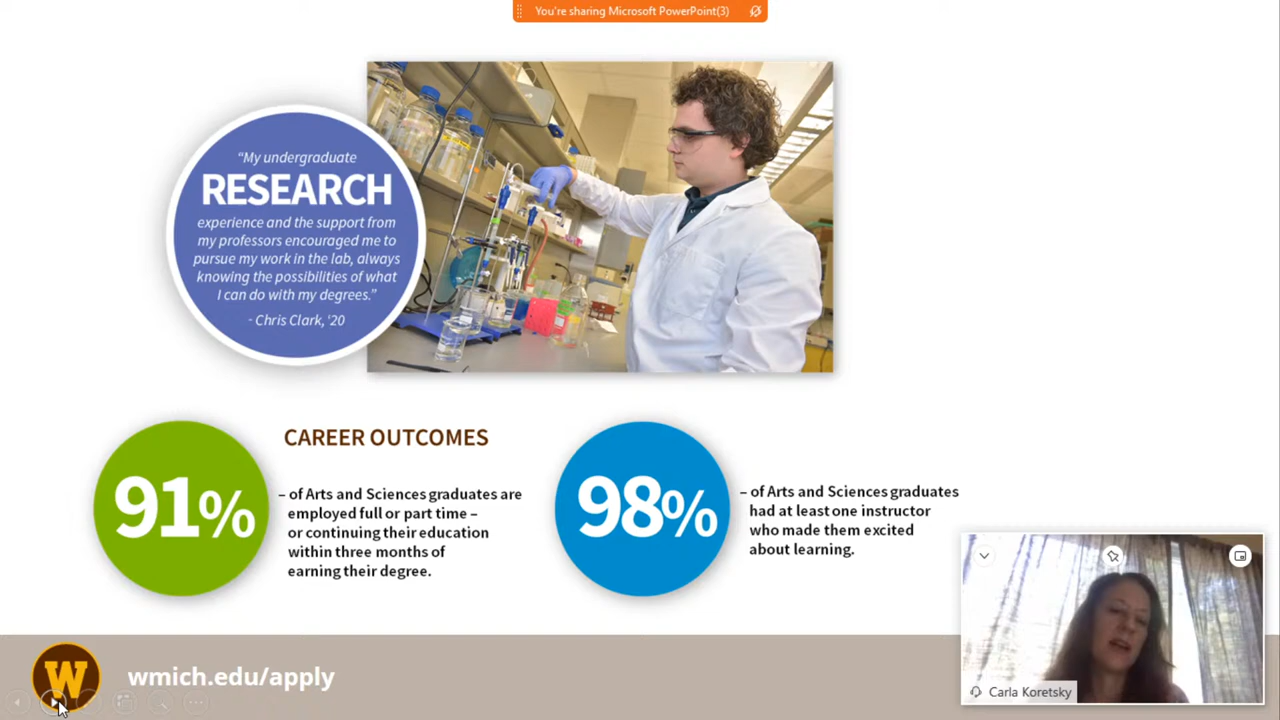 You're sharing Microsoft PowerPoint(3)
“My undergraduate
RESEARCH
experience and the support from
my professors encouraged me to
pursue my work in the lab, always
knowing the possibilities of what
I can do with my degrees.”
- Chris Clark, ‘20
CAREER OUTCOMES
91%
– of Arts and Sciences graduates are
employed full or part time –
or continuing their education
within three months of
earning their degree.
98%
– of Arts and Sciences graduates
had at least one instructor
who made them excited
about learning.
Carla Koretsky
W
wmich.edu/apply